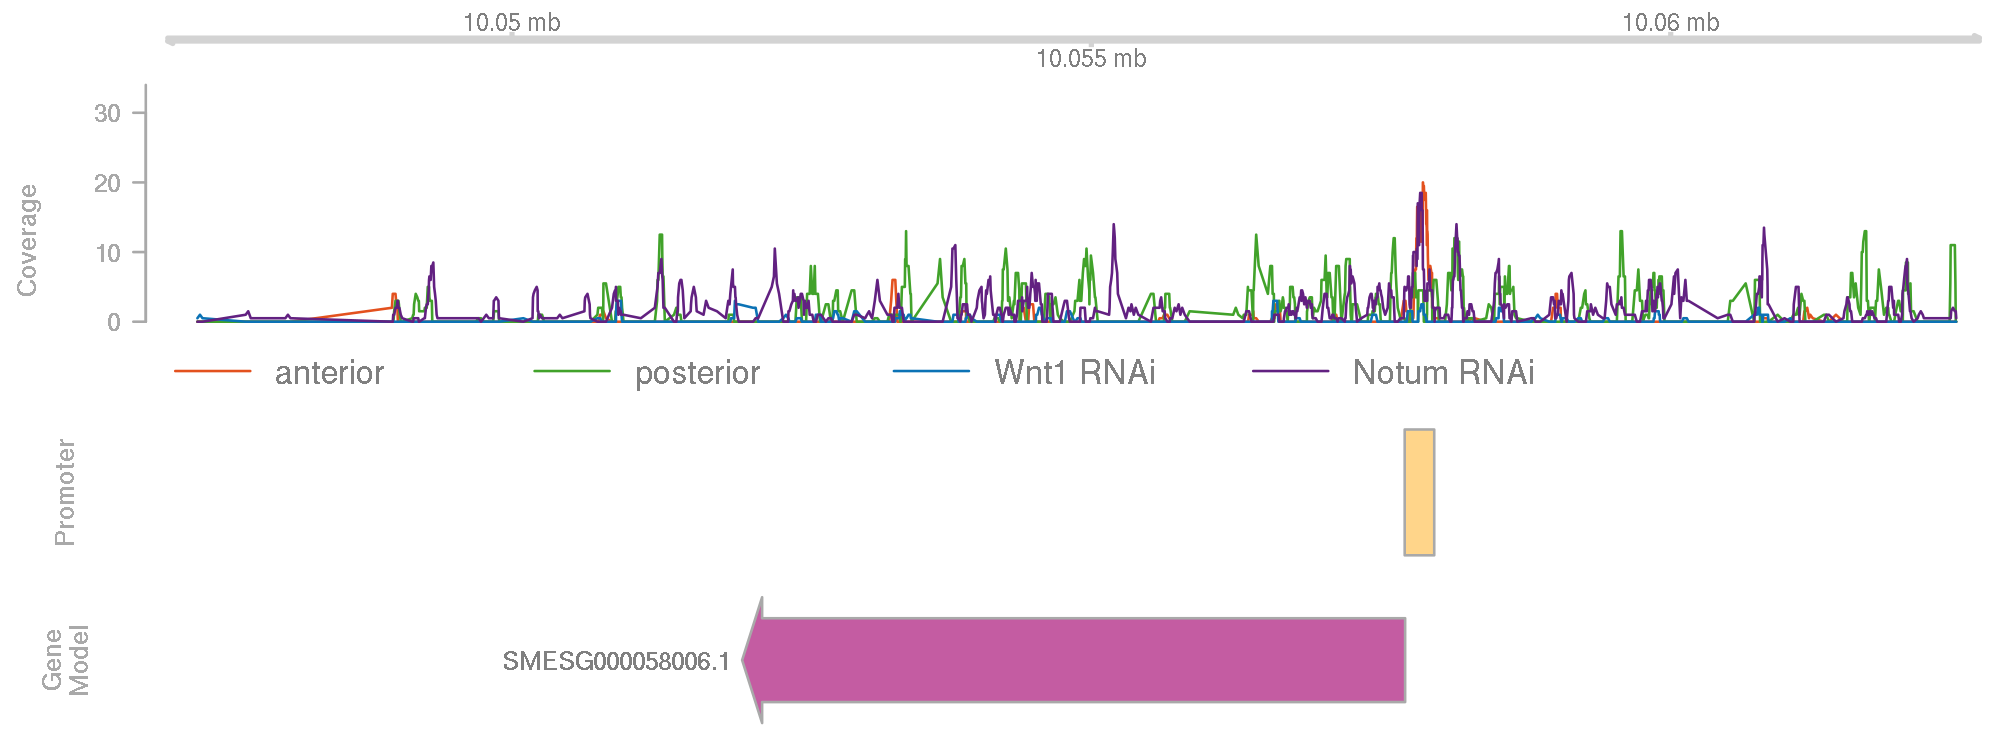 10.05 mb
10.06 mb
10.055 mb
Coverage
30
20
10
0
anterior posterior Wnt1 RNAi Notum RNAi
Promoter
Gene
Model
SMESG000058006.1